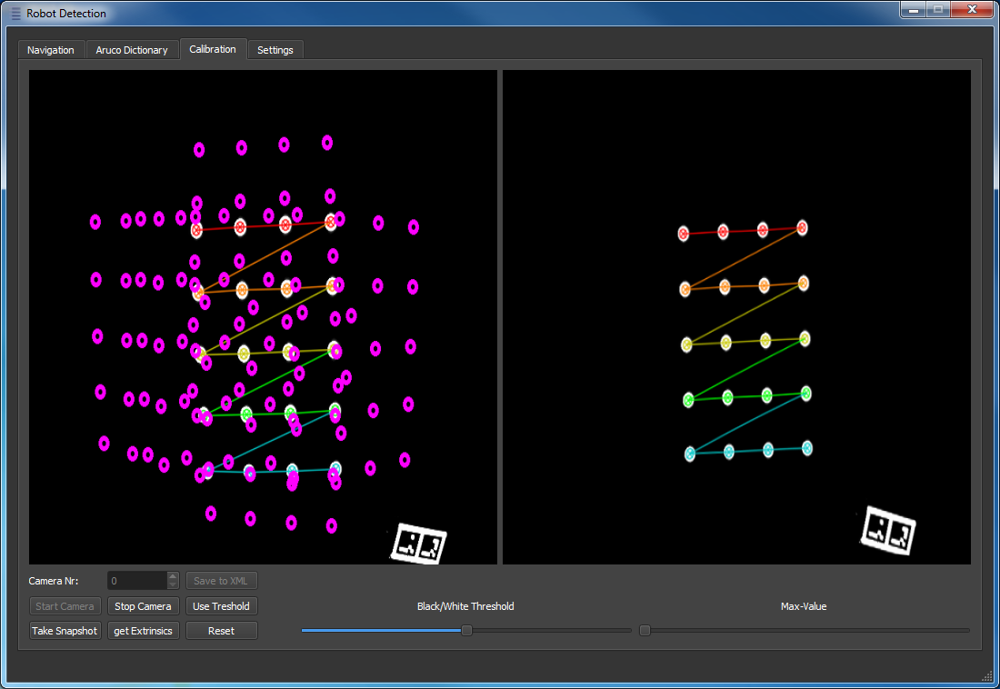 Robot Detection
Navigation
Aruco Dictionary
Calibration
Settings
Camera Nr:
0
Save to XML
Start Camera
Stop Camera
Use Treshold
Black/White Threshold
Max-Value
Take Snapshot
get Extrinsics
Reset